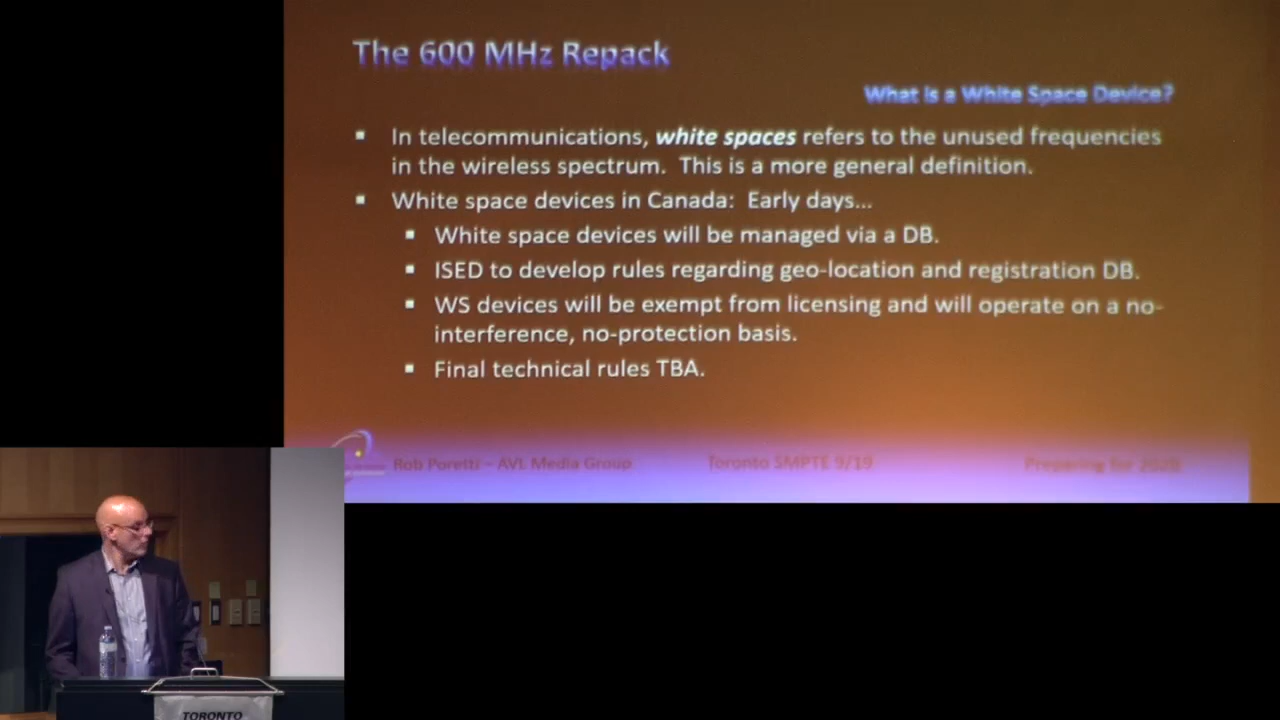 The 600 MHz Repack
What is a White Space Device?
▪ In telecommunications, white spaces refers to the unused frequencies
in the wireless spectrum. This is a more general definition.
▪ White space devices in Canada: Early days...
▪ White space devices will be managed via a DB.
▪ ISED to develop rules regarding geo-location and registration DB.
▪ WS devices will be exempt from licensing and will operate on a no-
interference, no-protection basis.
▪ Final technical rules TBA.
Rob Poretti – AVL Media Group Toronto SMPTE 9/19 Preparing for 2020
TORONTO